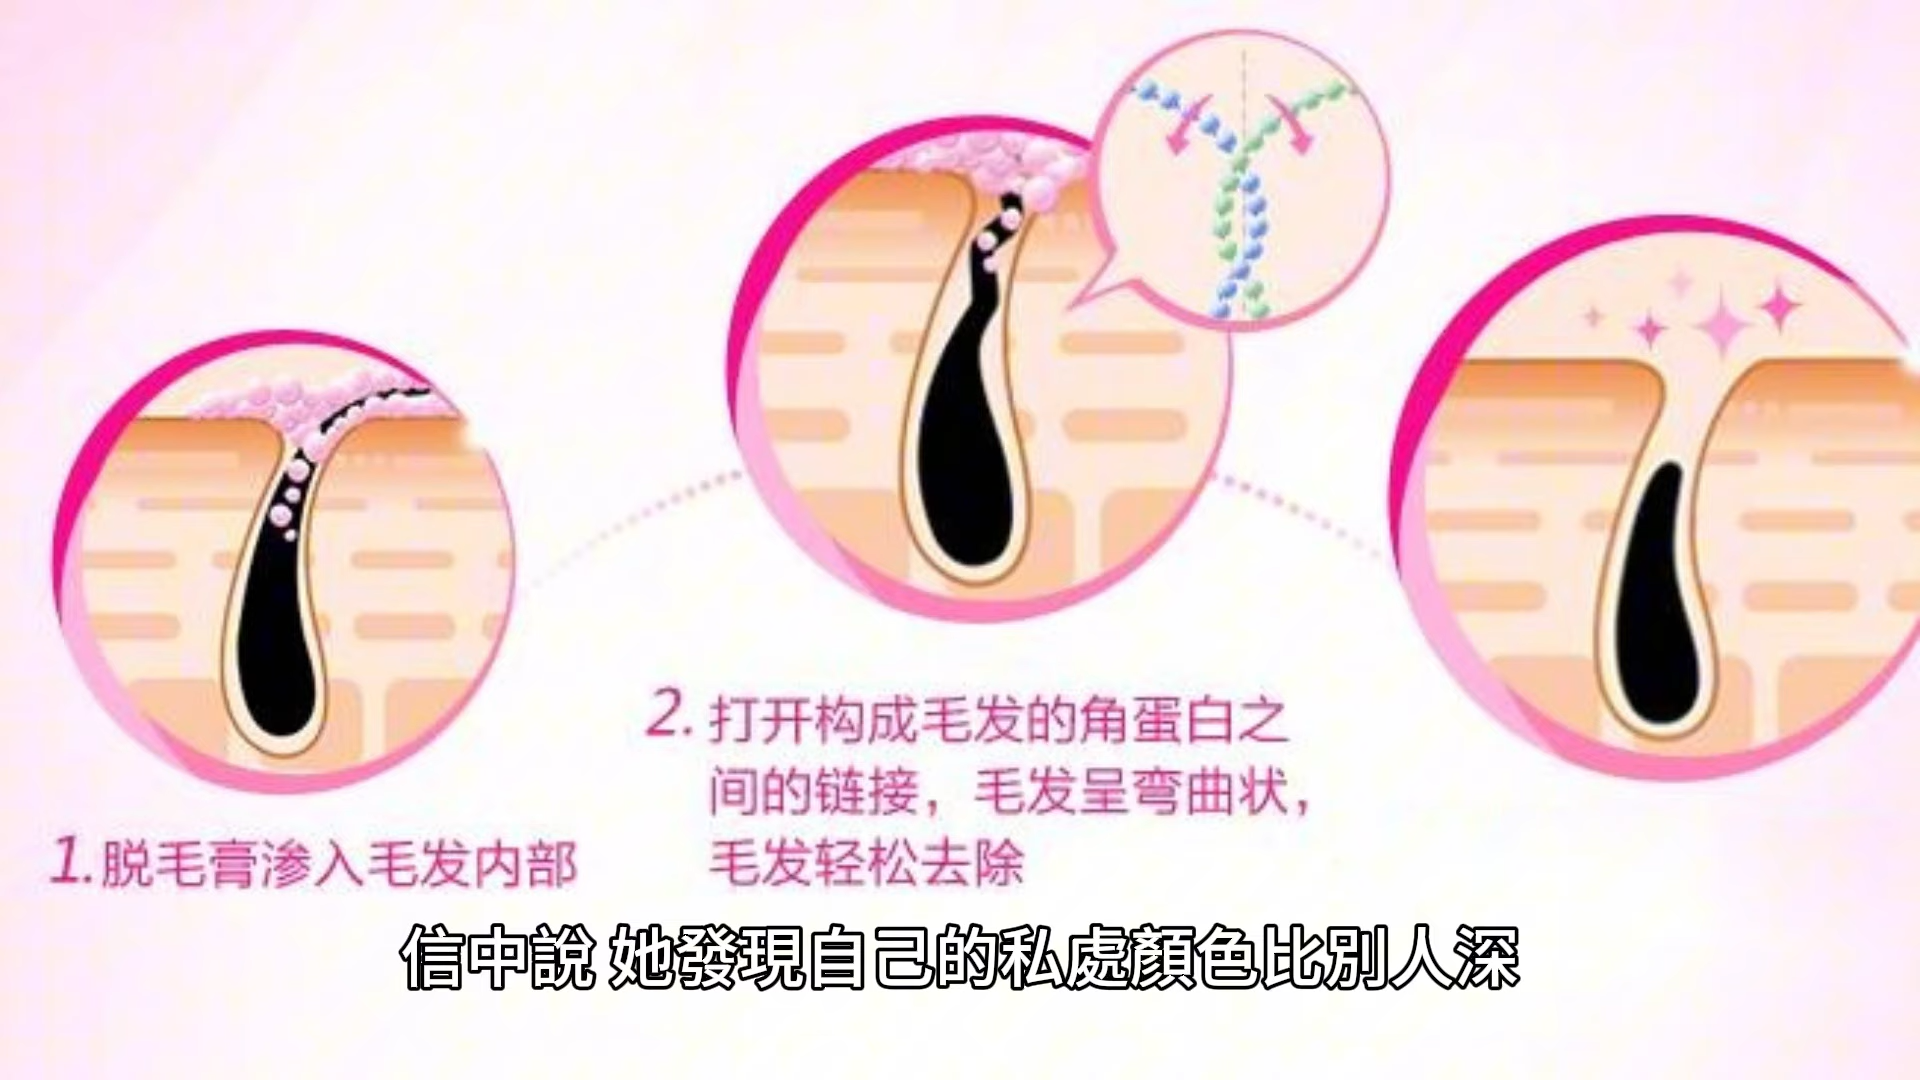 1.脱毛膏渗入毛发内部
2.打开构成毛发的角蛋白之
间的链接，毛发呈弯曲状，
毛发轻松去除
信中說 她發現自己的私處顏色比別人深